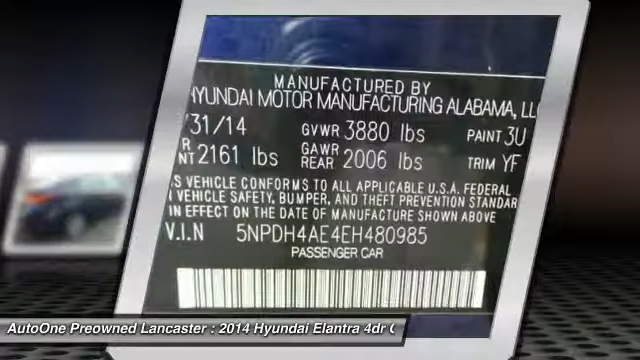 MANUFACTURED BY
HYUNDAI MOTOR MANUFACTURING ALABAMA, LLC
/31/14 GVWR 3880 lbs PAINT 3U
R NT 2161 lbs GAWR REAR 2006 lbs TRIM YF
S VEHICLE CONFORMS TO ALL APPLICABLE U.S.A. FEDERAL
VEHICLE SAFETY, BUMPER, AND THEFT PREVENTION STANDAR
IN EFFECT ON THE DATE OF MANUFACTURE SHOWN ABOVE
V.I.N 5NPDH4AE4EH480985
PASSENGER CAR
AutoOne Preowned Lancaster : 2014 Hyundai Elantra 4dr